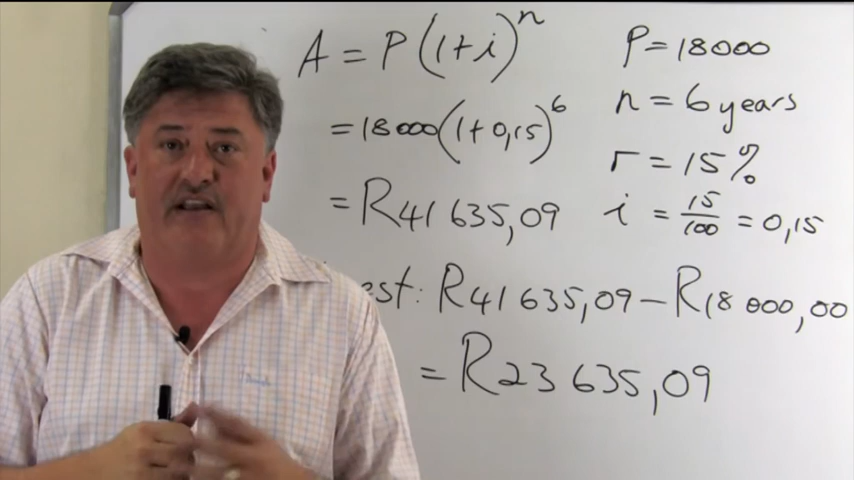 A = P(1+i)^n
= 18000(1+0,15)^6
= R41 635,09
P = 18000
n = 6 years
r = 15%
i = 15/100 = 0,15
est: R41 635,09 – R18 000,00
= R23 635,09